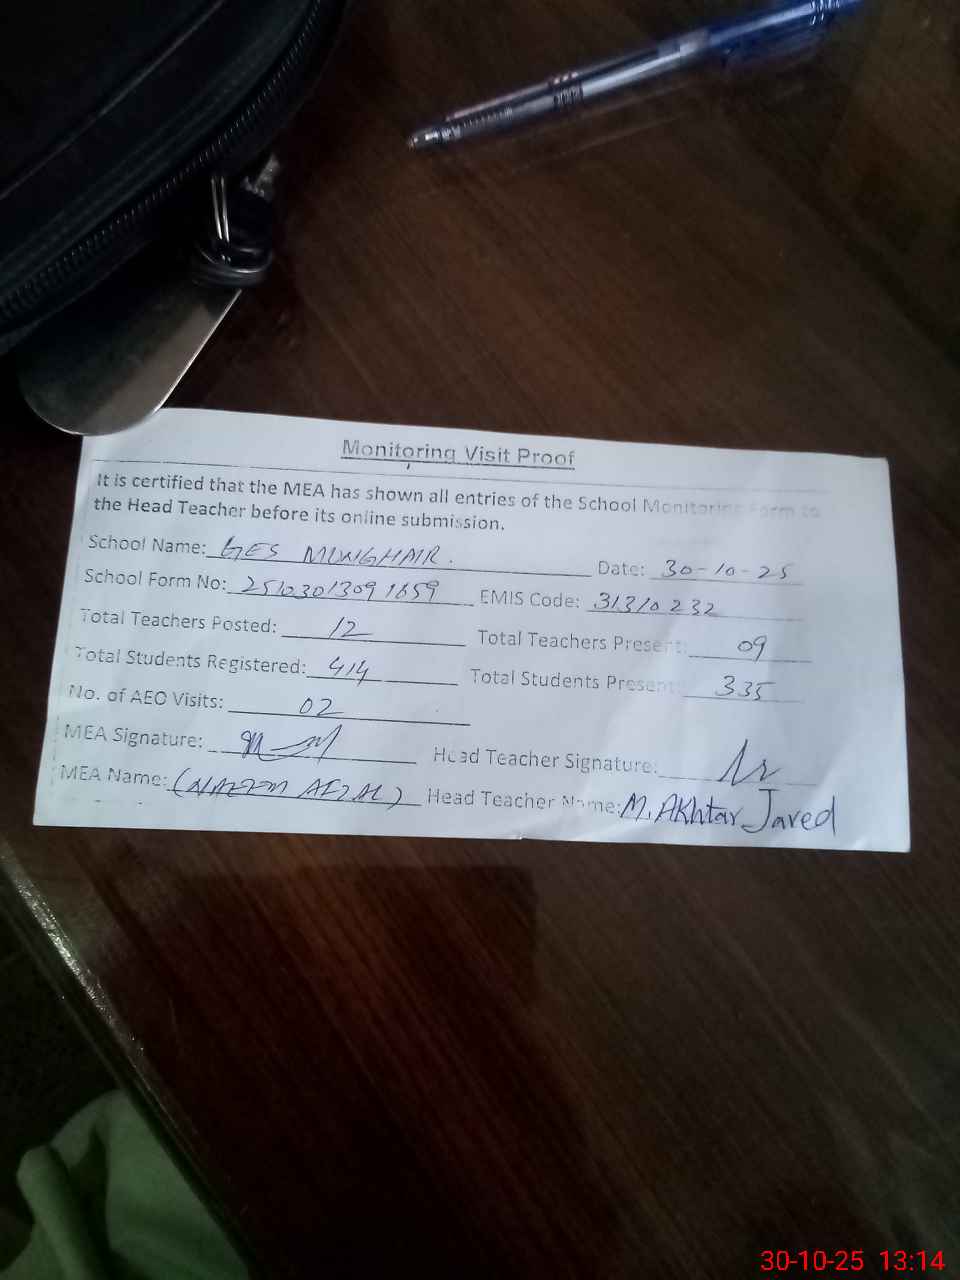 Monitoring Visit Proof
It is certified that the MEA has shown all entries of the School Monitoring Form to
the Head Teacher before its online submission.
School Name: GES MUNGHAIR. Date: 30-10-25
School Form No: 25103013091659 EMIS Code: 31310232
Total Teachers Posted: 12 Total Teachers Present: 09
Total Students Registered: 414 Total Students Present: 335
No. of AEO Visits: 02
MEA Signature: Head Teacher Signature:
MEA Name: (NAEEM AFZAL) Head Teacher Name: M. AKhtar Javed
30-10-25 13:14